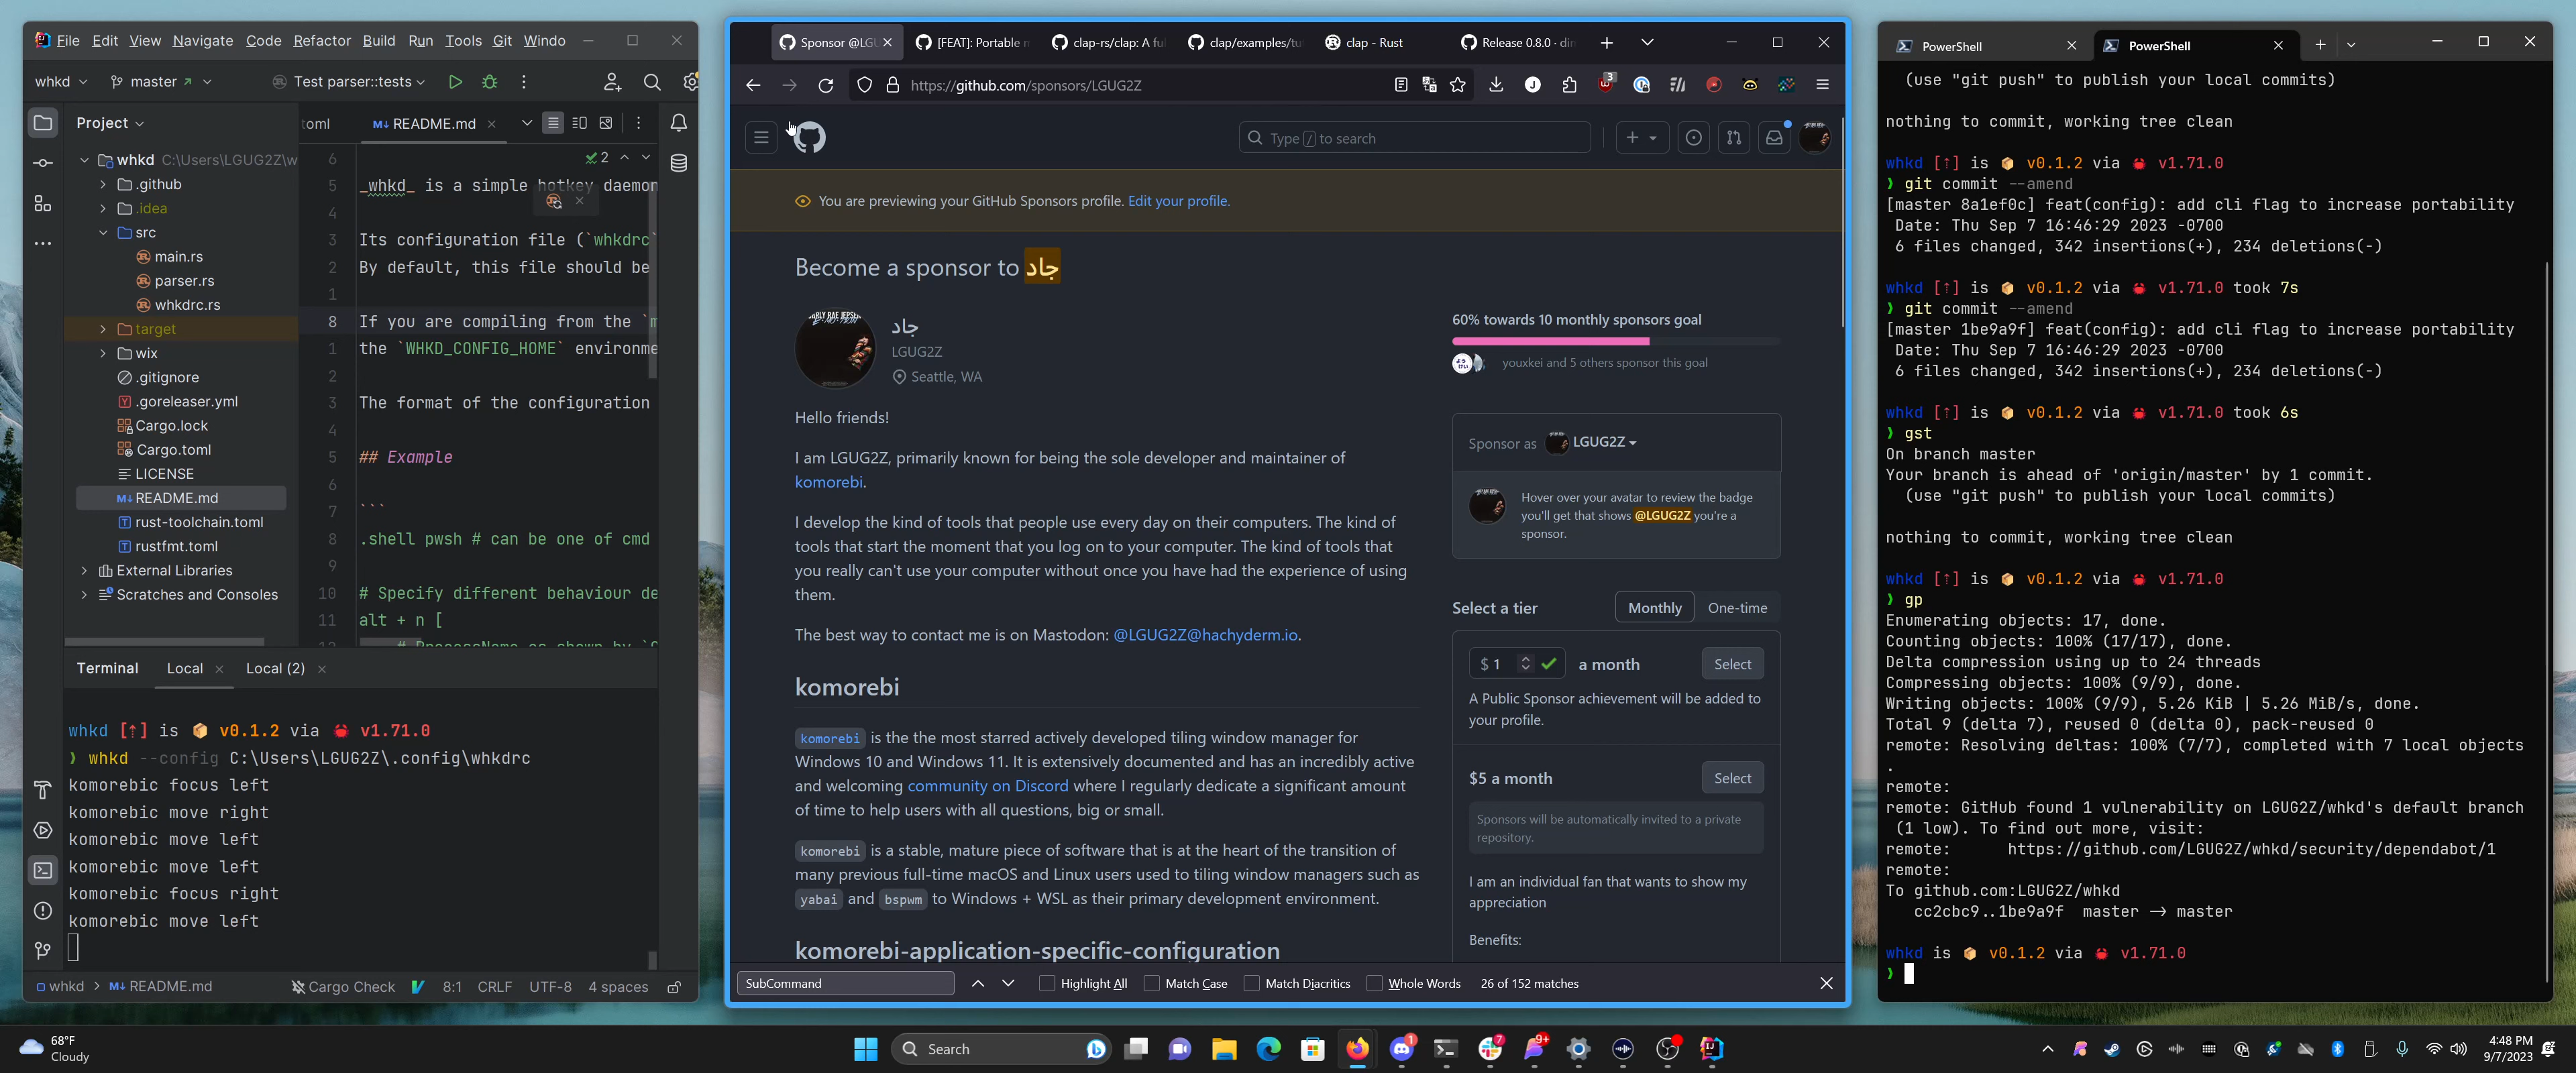 File Edit View Navigate Code Refactor Build Run Tools Git Windo
whkd master Test parser::tests
Project
whkd C:\Users\LGUG2Z\w
.github
.idea
src
main.rs
parser.rs
whkdrc.rs
target
wix
.gitignore
.goreleaser.yml
Cargo.lock
Cargo.toml
LICENSE
README.md
rust-toolchain.toml
rustfmt.toml
External Libraries
Scratches and Consoles
toml README.md
2
6
5 _whkd_ is a simple hotkey daemon
4
3 Its configuration file (`whkdrc`
2 By default, this file should be
1
8 If you are compiling from the `m
1 the `WHKD_CONFIG_HOME` environme
2
3 The format of the configuration
4
5 ## Example
6
7 ```
8 .shell pwsh # can be one of cmd
9
10 # Specify different behaviour de
11 alt + n [
Terminal Local Local (2)
whkd [⇡] is 📦 v0.1.2 via 🦀 v1.71.0
❯ whkd --config C:\Users\LGUG2Z\.config\whkdrc
komorebic focus left
komorebic move right
komorebic move left
komorebic move left
komorebic focus right
komorebic move left
whkd > README.md Cargo Check 8:1 CRLF UTF-8 4 spaces
Sponsor @LGU [FEAT]: Portable m clap-rs/clap: A fu clap/examples/tu clap - Rust Release 0.8.0 · dir
https://github.com/sponsors/LGUG2Z
3
Type / to search
You are previewing your GitHub Sponsors profile. Edit your profile.
Become a sponsor to جاد
جاد
LGUG2Z
Seattle, WA
Hello friends!
I am LGUG2Z, primarily known for being the sole developer and maintainer of
komorebi.
I develop the kind of tools that people use every day on their computers. The kind of
tools that start the moment that you log on to your computer. The kind of tools that
you really can't use your computer without once you have had the experience of using
them.
The best way to contact me is on Mastodon: @LGUG2Z@hachyderm.io.
komorebi
komorebi is the the most starred actively developed tiling window manager for
Windows 10 and Windows 11. It is extensively documented and has an incredibly active
and welcoming community on Discord where I regularly dedicate a significant amount
of time to help users with all questions, big or small.
komorebi is a stable, mature piece of software that is at the heart of the transition of
many previous full-time macOS and Linux users used to tiling window managers such as
yabai and bspwm to Windows + WSL as their primary development environment.
komorebi-application-specific-configuration
60% towards 10 monthly sponsors goal
youxkei and 5 others sponsor this goal
Sponsor as LGUG2Z
Hover over your avatar to review the badge
you'll get that shows @LGUG2Z you're a
sponsor.
Select a tier Monthly One-time
$ 1 a month Select
A Public Sponsor achievement will be added to
your profile.
$5 a month Select
Sponsors will be automatically invited to a private
repository.
I am an individual fan that wants to show my
appreciation
Benefits:
SubCommand Highlight All Match Case Match Diacritics Whole Words 26 of 152 matches
PowerShell PowerShell
(use "git push" to publish your local commits)
nothing to commit, working tree clean
whkd [⇡] is 📦 v0.1.2 via 🦀 v1.71.0
❯ git commit --amend
[master 8a1ef0c] feat(config): add cli flag to increase portability
Date: Thu Sep 7 16:46:29 2023 -0700
6 files changed, 342 insertions(+), 234 deletions(-)
whkd [⇡] is 📦 v0.1.2 via 🦀 v1.71.0 took 7s
❯ git commit --amend
[master 1be9a9f] feat(config): add cli flag to increase portability
Date: Thu Sep 7 16:46:29 2023 -0700
6 files changed, 342 insertions(+), 234 deletions(-)
whkd [⇡] is 📦 v0.1.2 via 🦀 v1.71.0 took 6s
❯ gst
On branch master
Your branch is ahead of 'origin/master' by 1 commit.
(use "git push" to publish your local commits)
nothing to commit, working tree clean
whkd [⇡] is 📦 v0.1.2 via 🦀 v1.71.0
❯ gp
Enumerating objects: 17, done.
Counting objects: 100% (17/17), done.
Delta compression using up to 24 threads
Compressing objects: 100% (9/9), done.
Writing objects: 100% (9/9), 5.26 KiB | 5.26 MiB/s, done.
Total 9 (delta 7), reused 0 (delta 0), pack-reused 0
remote: Resolving deltas: 100% (7/7), completed with 7 local objects
.
remote:
remote: GitHub found 1 vulnerability on LGUG2Z/whkd's default branch
(1 low). To find out more, visit:
remote: https://github.com/LGUG2Z/whkd/security/dependabot/1
remote:
To github.com:LGUG2Z/whkd
cc2cbc9..1be9a9f master -> master
whkd is 📦 v0.1.2 via 🦀 v1.71.0
❯
68°F
Cloudy
Search
1 7 9+
4:48 PM
9/7/2023